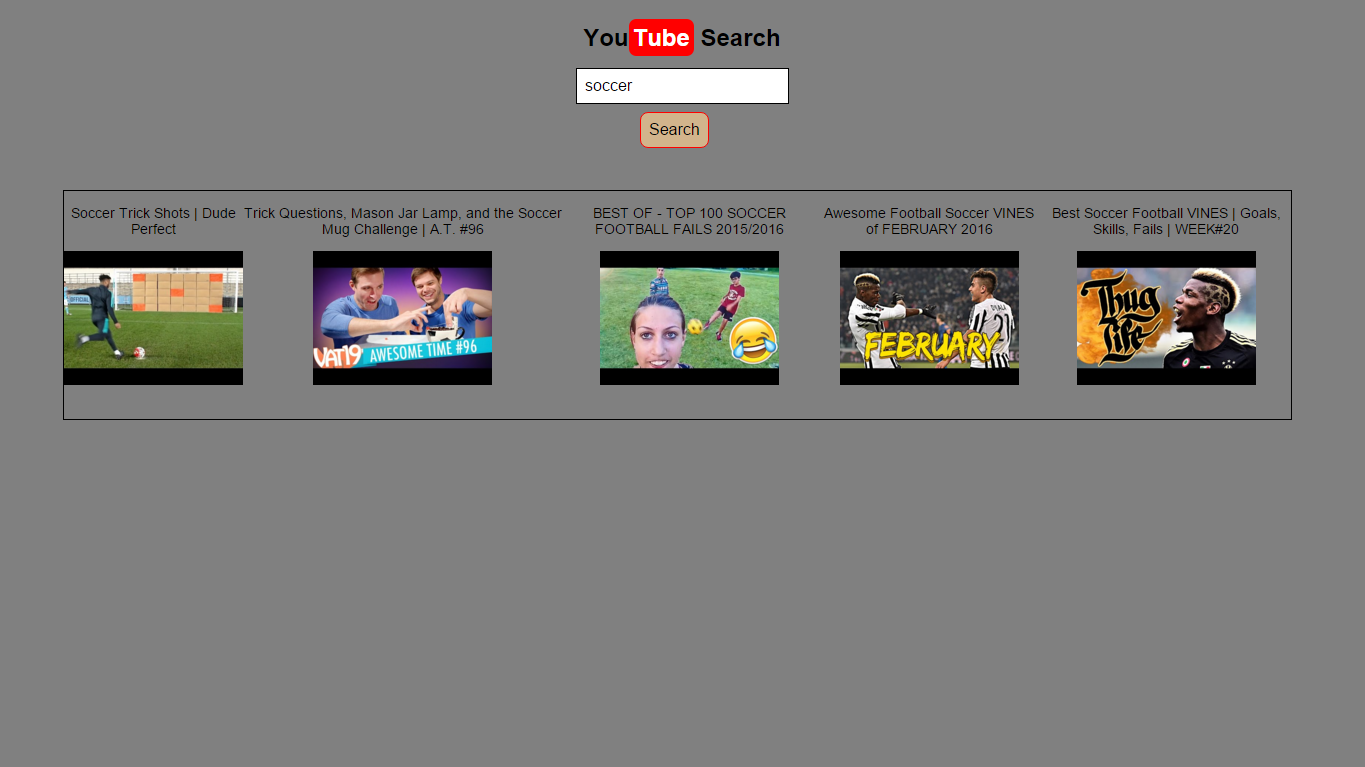 YouTube Search
soccer
Search
Soccer Trick Shots | Dude
Perfect
Trick Questions, Mason Jar Lamp, and the Soccer
Mug Challenge | A.T. #96
BEST OF - TOP 100 SOCCER
FOOTBALL FAILS 2015/2016
Awesome Football Soccer VINES
of FEBRUARY 2016
Best Soccer Football VINES | Goals,
Skills, Fails | WEEK#20
OFFICIAL
VAT19 AWESOME TIME #96
FEBRUARY
21
Thug
Life